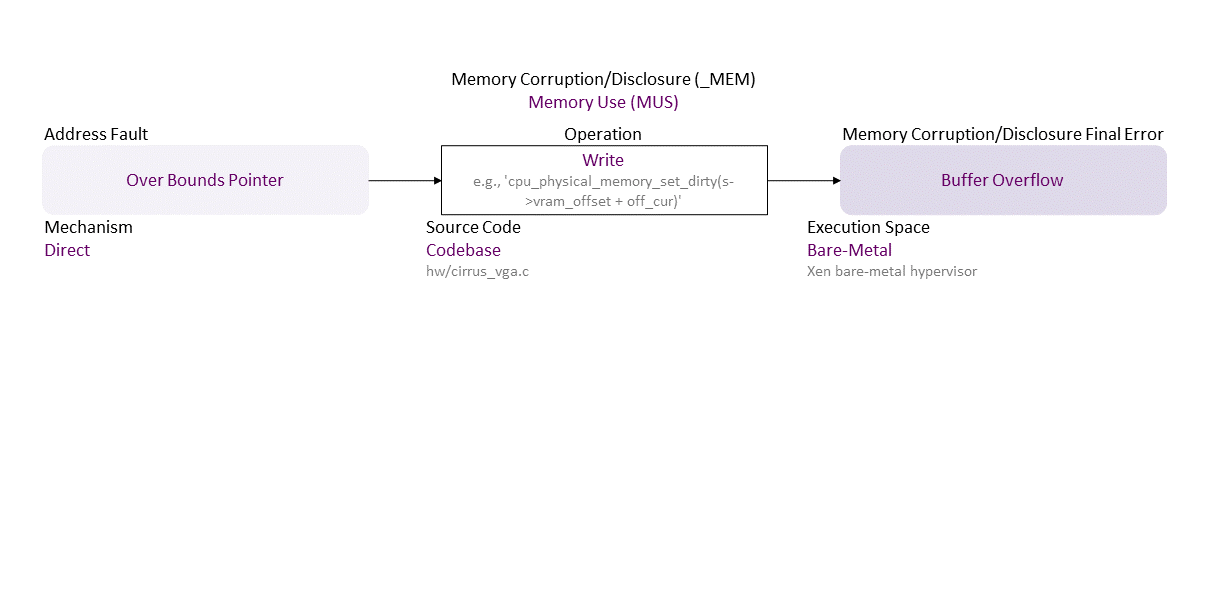 Memory Corruption/Disclosure (_MEM)
Memory Use (MUS)
Address Fault
Operation
Memory Corruption/Disclosure Final Error
Over Bounds Pointer
Write
e.g., 'cpu_physical_memory_set_dirty(s-
>vram_offset + off_cur)'
Buffer Overflow
Mechanism
Direct
Source Code
Codebase
hw/cirrus_vga.c
Execution Space
Bare-Metal
Xen bare-metal hypervisor